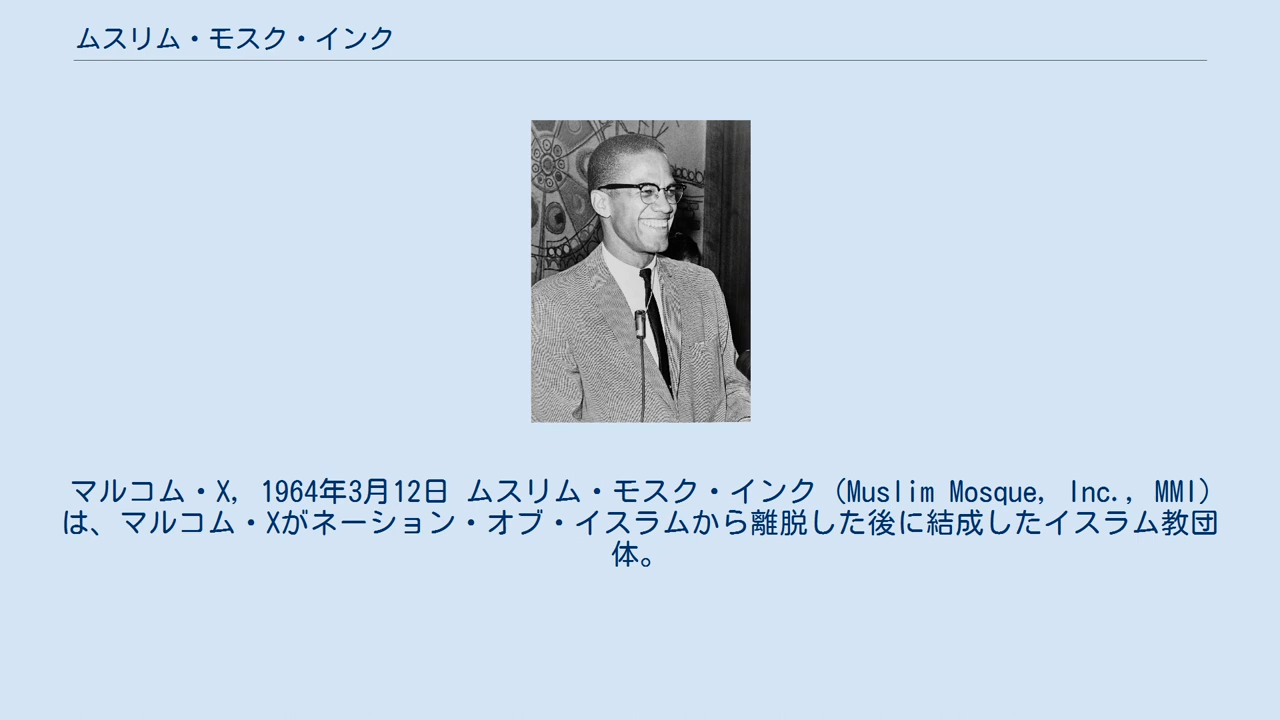 ムスリム・モスク・インク
マルコム・X, 1964年3月12日 ムスリム・モスク・インク（Muslim Mosque, Inc., MMI）
は、マルコム・Xがネーション・オブ・イスラムから離脱した後に結成したイスラム教団
体。